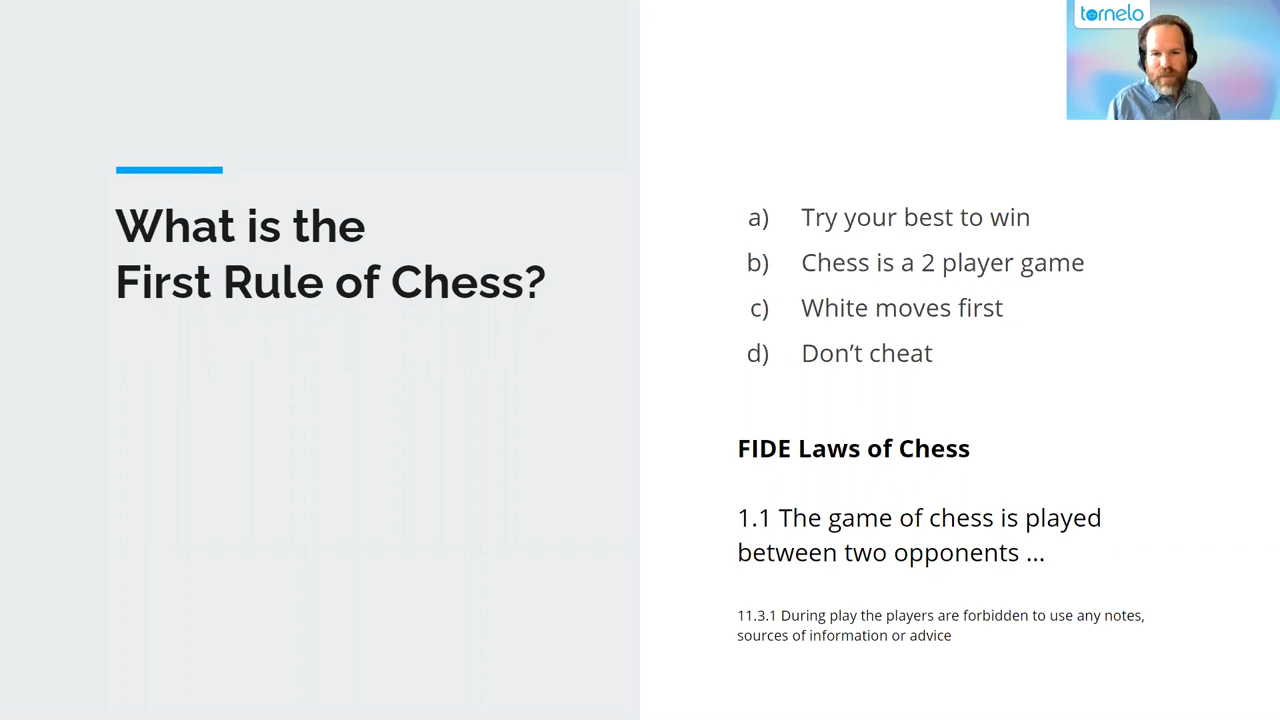 tornelo
What is the
First Rule of Chess?
a) Try your best to win
b) Chess is a 2 player game
c) White moves first
d) Don’t cheat
FIDE Laws of Chess
1.1 The game of chess is played
between two opponents ...
11.3.1 During play the players are forbidden to use any notes,
sources of information or advice